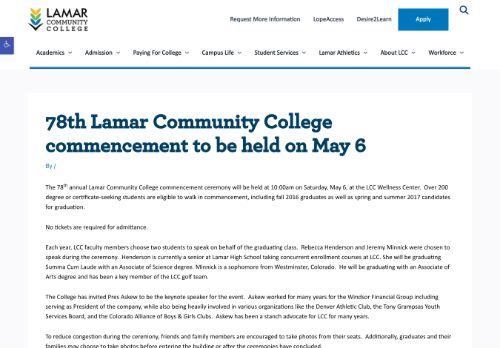 LAMAR
COMMUNITY
COLLEGE
Request More Information LopeAccess Desire2Learn Apply
Academics Admission Paying For College Campus Life Student Services Lamar Athletics About LCC Workforce
78th Lamar Community College
commencement to be held on May 6
By /
The 78th annual Lamar Community College commencement ceremony will be held at 10:00am on Saturday, May 6, at the LCC Wellness Center. Over 200
degree or certificate-seeking students are eligible to walk in commencement, including fall 2016 graduates as well as spring and summer 2017 candidates
for graduation.
No tickets are required for admittance.
Each year, LCC faculty members choose two students to speak on behalf of the graduating class. Rebecca Henderson and Jeremy Minnick were chosen to
speak during the ceremony. Henderson is currently a senior at Lamar High School taking concurrent enrollment courses at LCC. She will be graduating
Summa Cum Laude with an Associate of Science degree. Minnick is a sophomore from Westminster, Colorado. He will be graduating with an Associate of
Arts degree and has been a key member of the LCC golf team.
The College has invited Pres Askew to be the keynote speaker for the event. Askew worked for many years for the Windsor Financial Group including
serving as President of the company, while also being heavily involved in various organizations like the Denver Athletic Club, the Tony Grampsas Youth
Services Board, and the Colorado Alliance of Boys & Girls Clubs. Askew has been a stanch advocate for LCC for many years.
To reduce congestion during the ceremony, friends and family members are encouraged to take photos from their seats. Additionally, graduates and their
families may choose to take photos before entering the building or after the ceremonies have concluded.